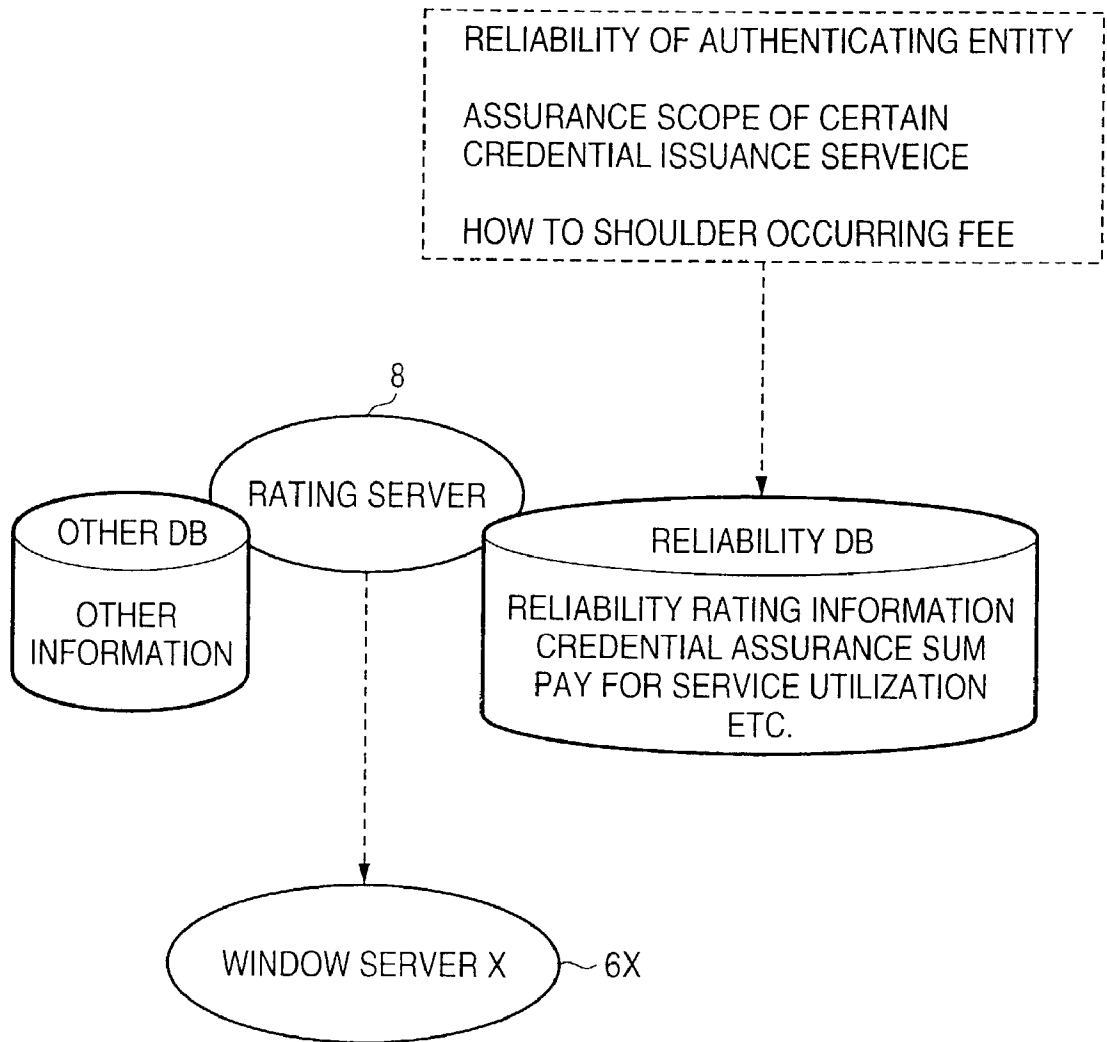 RELIABILITY OF AUTHENTICATING ENTITY
ASSURANCE SCOPE OF CERTAIN
CREDENTIAL ISSUANCE SERVEICE
HOW TO SHOULDER OCCURRING FEE
8
RATING SERVER
OTHER DB
OTHER
INFORMATION
RELIABILITY DB
RELIABILITY RATING INFORMATION
CREDENTIAL ASSURANCE SUM
PAY FOR SERVICE UTILIZATION
ETC.
WINDOW SERVER X
6X